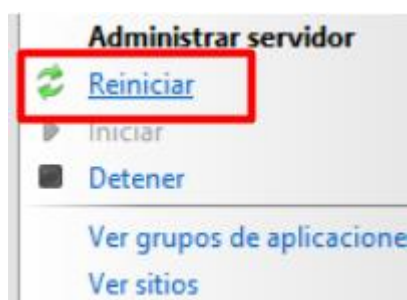 Administrar servidor
Reiniciar
Iniciar
Detener
Ver grupos de aplicacione
Ver sitios